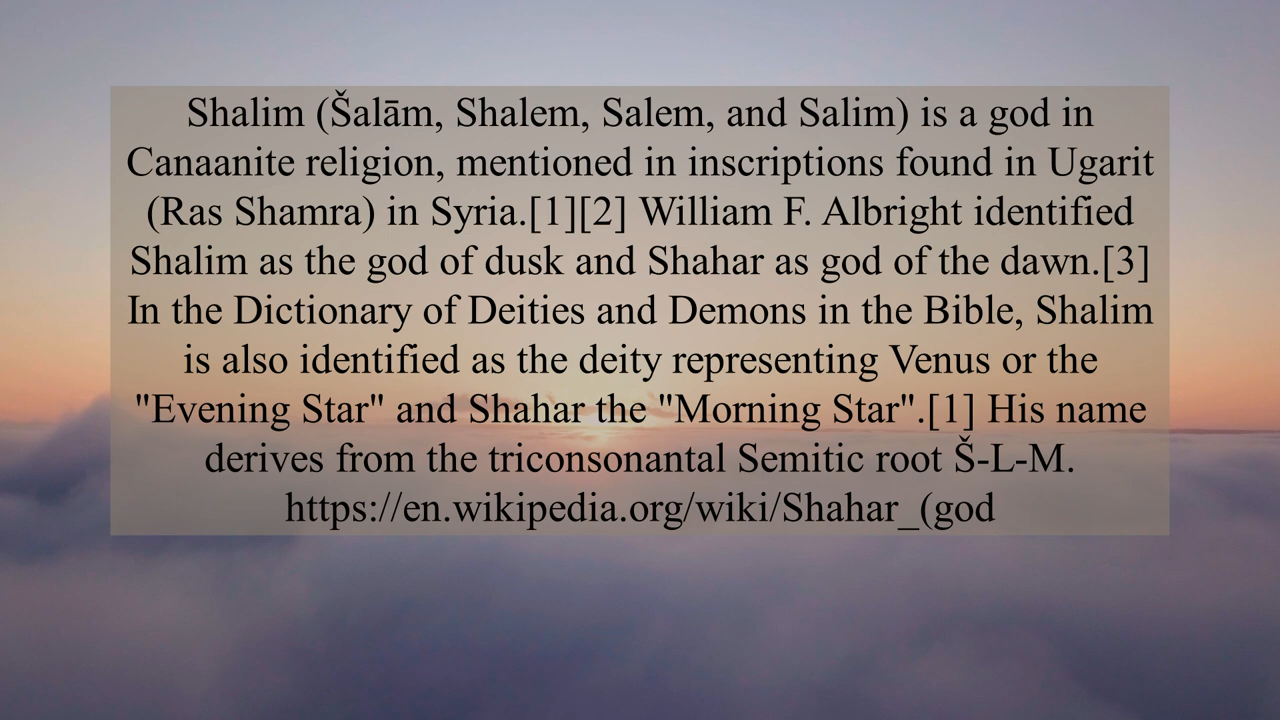 Shalim (Šalām, Shalem, Salem, and Salim) is a god in
Canaanite religion, mentioned in inscriptions found in Ugarit
(Ras Shamra) in Syria.[1][2] William F. Albright identified
Shalim as the god of dusk and Shahar as god of the dawn.[3]
In the Dictionary of Deities and Demons in the Bible, Shalim
is also identified as the deity representing Venus or the
"Evening Star" and Shahar the "Morning Star".[1] His name
derives from the triconsonantal Semitic root Š-L-M.
https://en.wikipedia.org/wiki/Shahar_(god